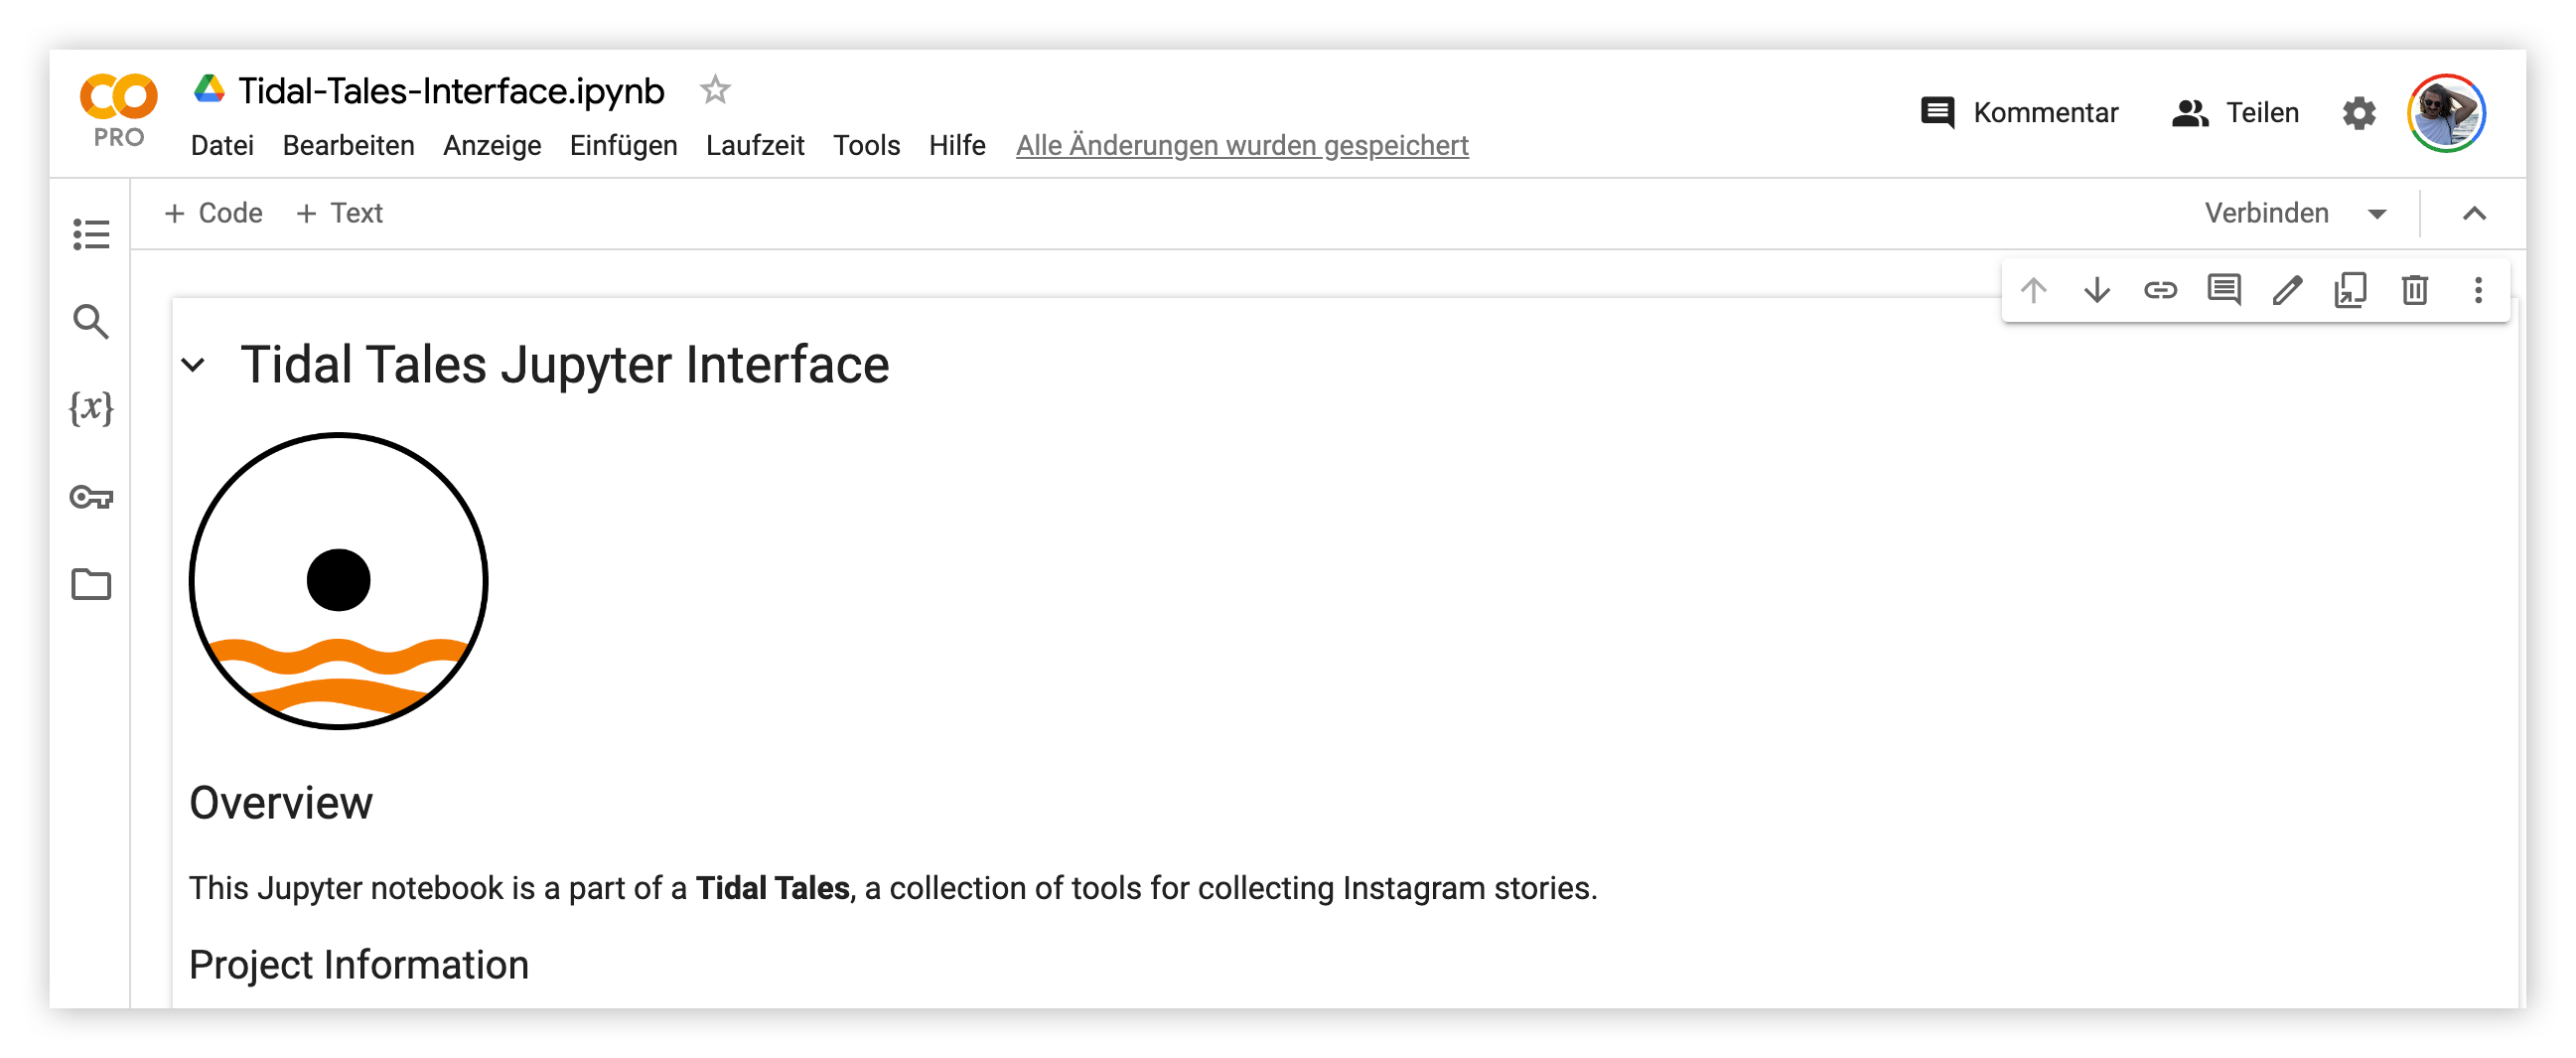 Tidal-Tales-Interface.ipynb
PRO
Datei Bearbeiten Anzeige Einfügen Laufzeit Tools Hilfe Alle Änderungen wurden gespeichert
Kommentar Teilen
+ Code + Text
Verbinden
{x}
Tidal Tales Jupyter Interface
Overview
This Jupyter notebook is a part of a Tidal Tales, a collection of tools for collecting Instagram stories.
Project Information